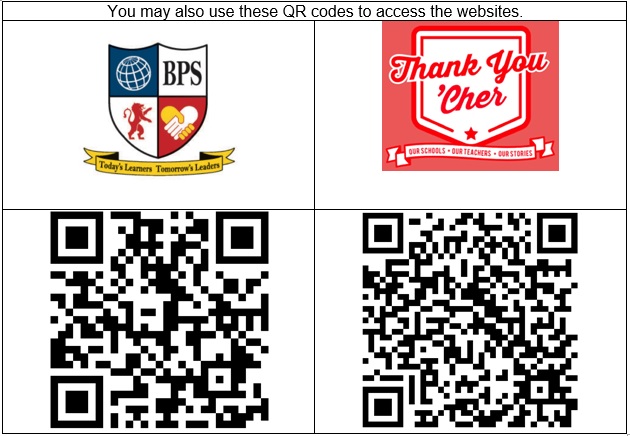 You may also use these QR codes to access the websites.
BPS
Today's Learners Tomorrow's Leaders
Thank You
'Cher
OUR SCHOOLS • OUR TEACHERS • OUR STORIES